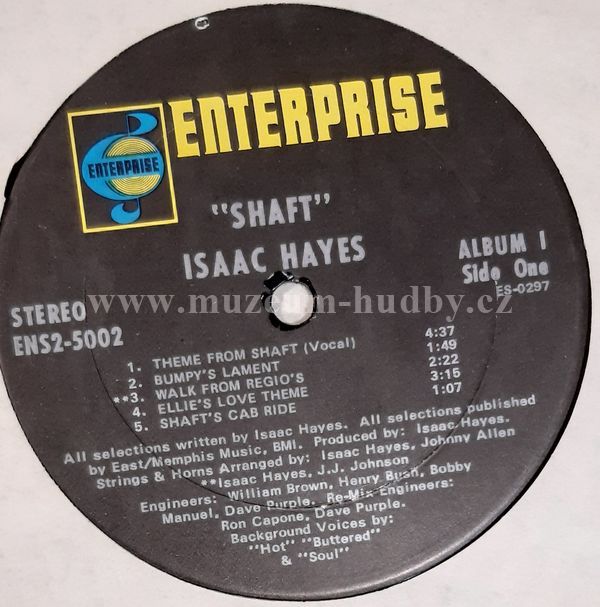 ENTERPRISE
ENTERPRISE
"SHAFT"
ISAAC HAYES
ALBUM I
Side One
ES-0297
STEREO
ENS2-5002
www.muzeum-hudby.cz
1. THEME FROM SHAFT (Vocal) 4:37
2. BUMPY'S LAMENT 1:49
**3. WALK FROM REGIO'S 2:22
4. ELLIE'S LOVE THEME 3:15
5. SHAFT'S CAB RIDE 1:07
All selections written by Isaac Hayes. All selections published
by East/Memphis Music, BMI. Produced by: Isaac Hayes.
Strings & Horns Arranged by: Isaac Hayes, Johnny Allen
**Isaac Hayes, J.J. Johnson
Engineers: William Brown, Henry Bush, Bobby
Manuel, Dave Purple. Re-Mix Engineers:
Ron Capone, Dave Purple.
Background Voices by:
"Hot" "Buttered"
& "Soul"